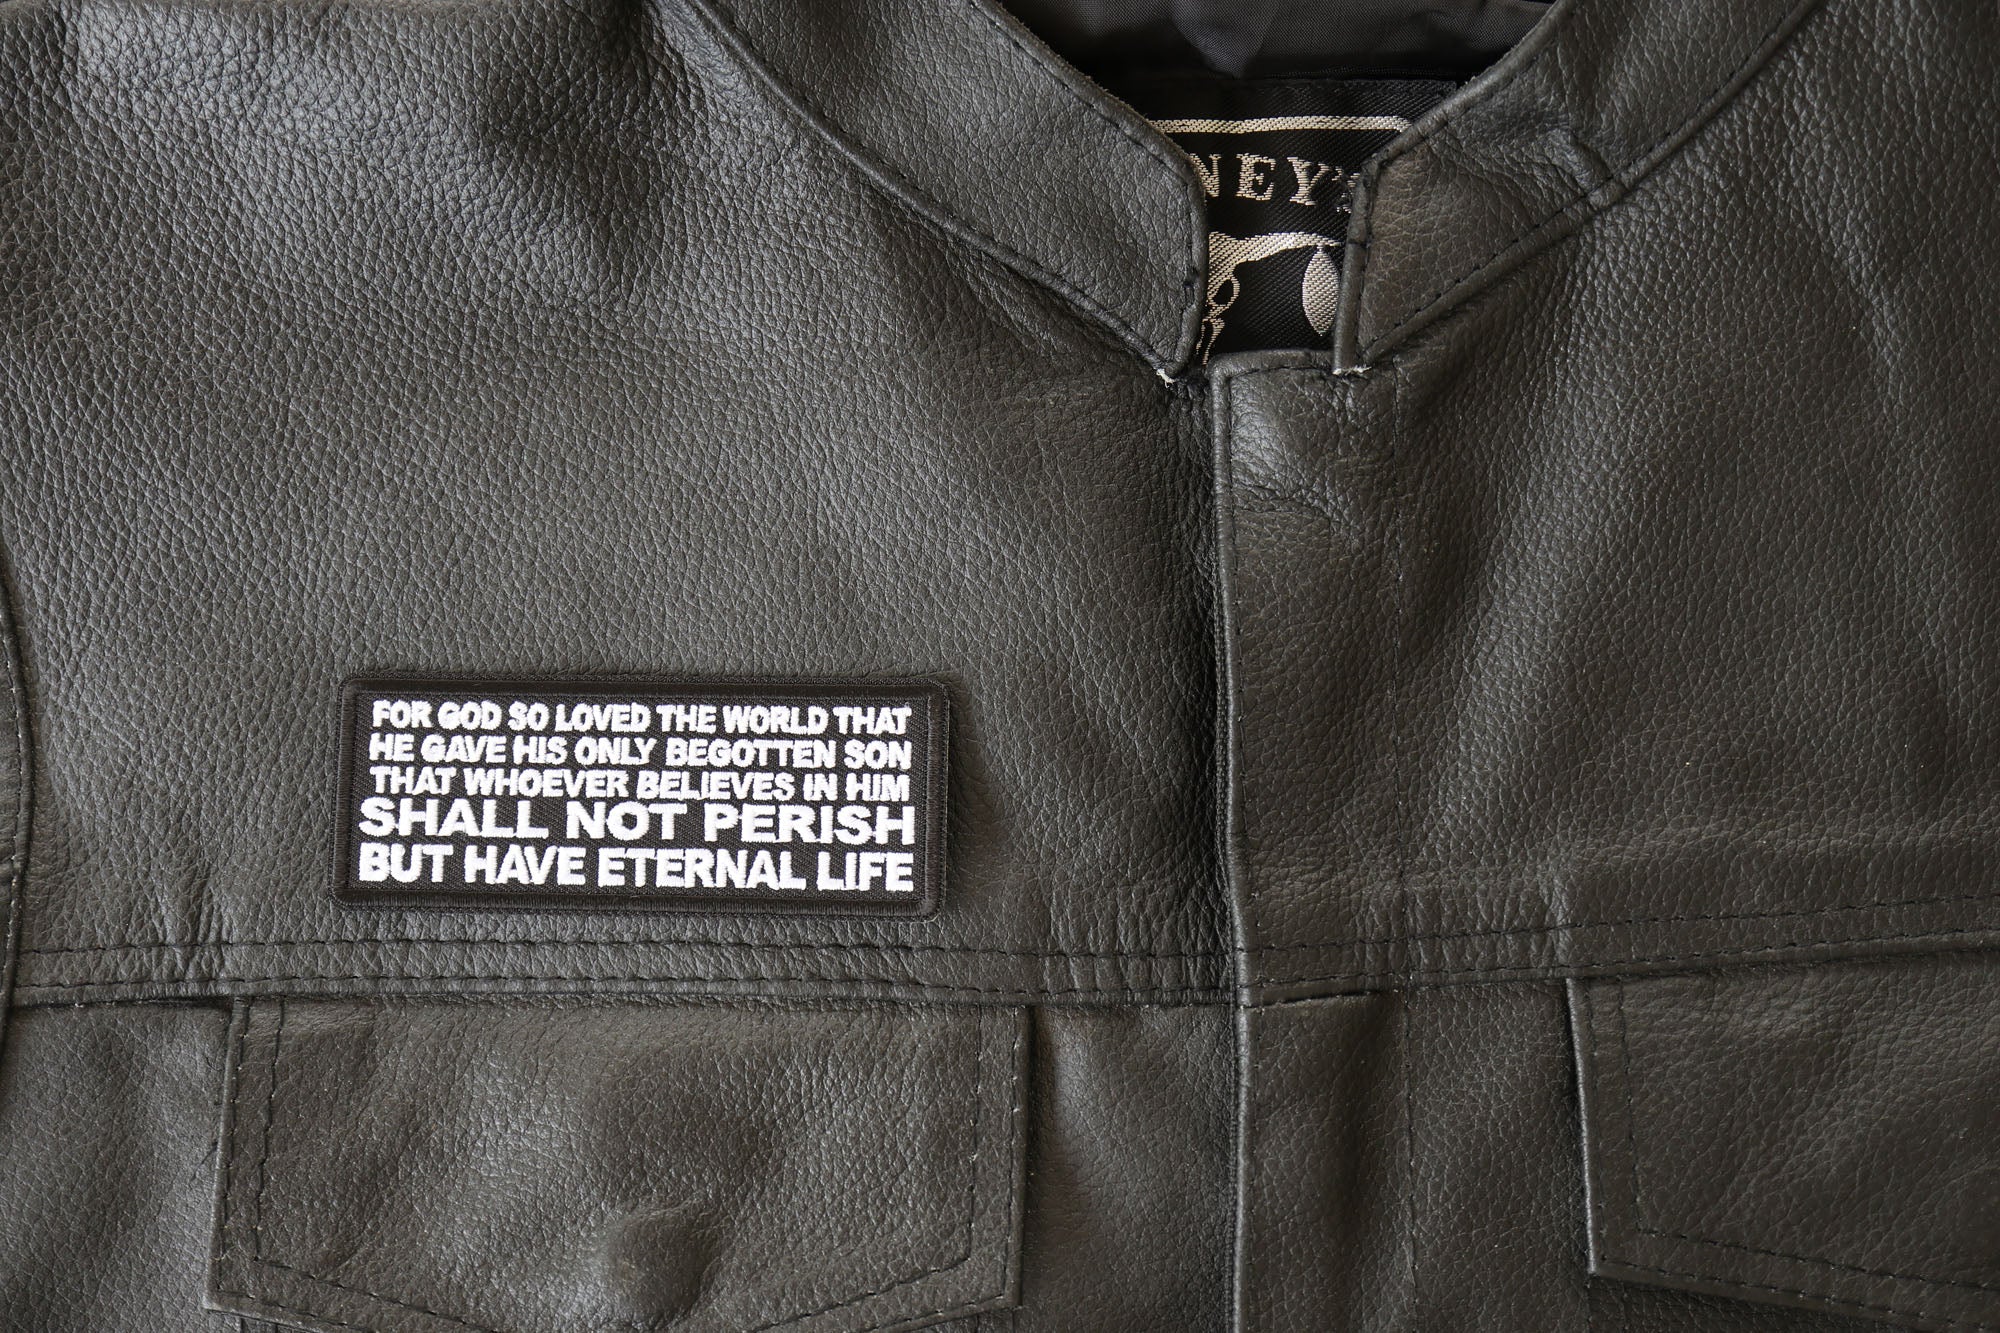 FOR GOD SO LOVED THE WORLD THAT
HE GAVE HIS ONLY BEGOTTEN SON
THAT WHOEVER BELIEVES IN HIM
SHALL NOT PERISH
BUT HAVE ETERNAL LIFE